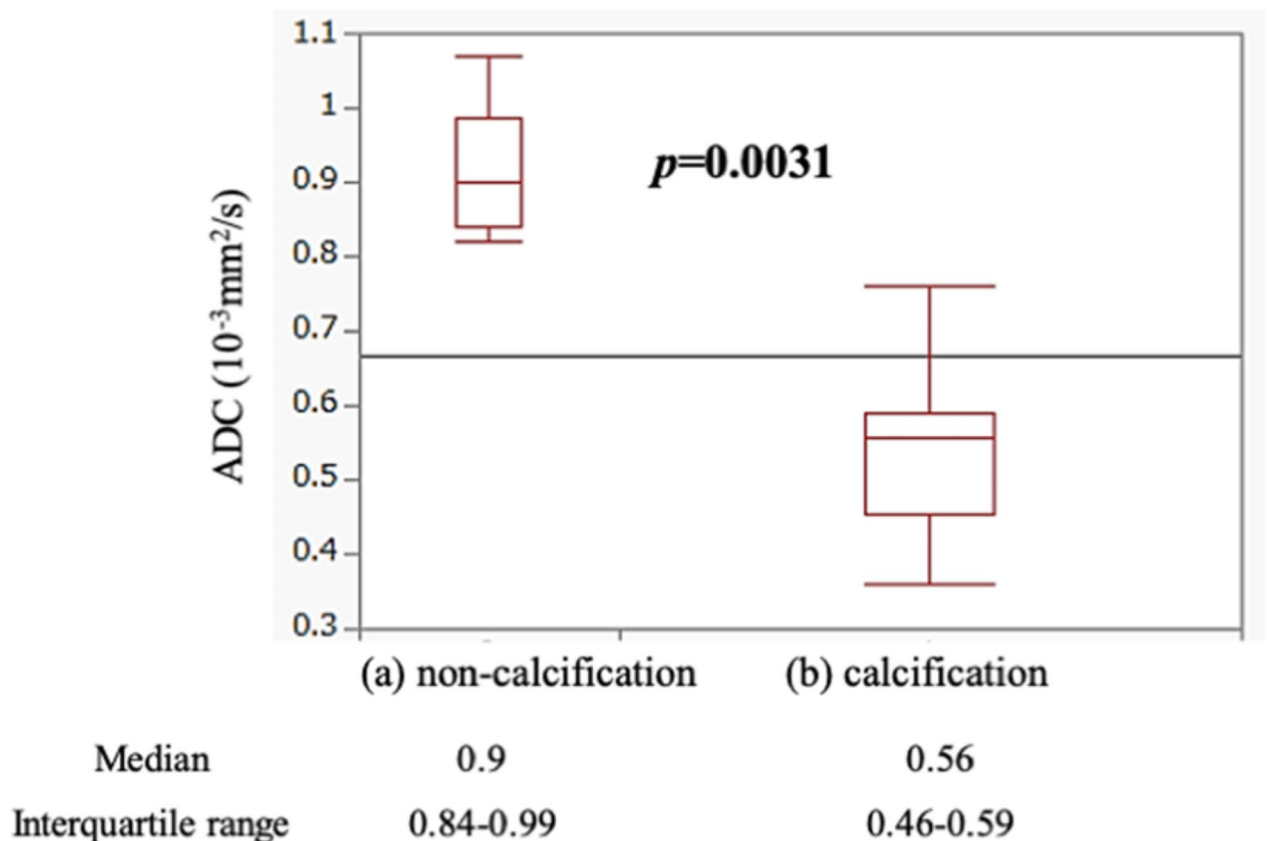 1.1
1
0.9
0.8
0.7
0.6
0.5
0.4
0.3
ADC (10⁻³mm²/s)
p=0.0031
(a) non-calcification (b) calcification
Median 0.9 0.56
Interquartile range 0.84-0.99 0.46-0.59